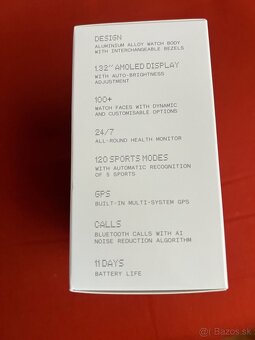 DESIGN
ALUMINIUM ALLOY WATCH BODY
WITH INTERCHANGEABLE BEZELS
1.32" AMOLED DISPLAY
WITH AUTO-BRIGHTNESS
ADJUSTMENT
100+
WATCH FACES WITH DYNAMIC
AND CUSTOMISABLE OPTIONS
24/7
ALL-ROUND HEALTH MONITOR
120 SPORTS MODES
WITH AUTOMATIC RECOGNITION
OF 5 SPORTS
GPS
BUILT-IN MULTI-SYSTEM GPS
CALLS
BLUETOOTH CALLS WITH AI
NOISE REDUCTION ALGORITHM
11 DAYS
BATTERY LIFE
bazos.sk